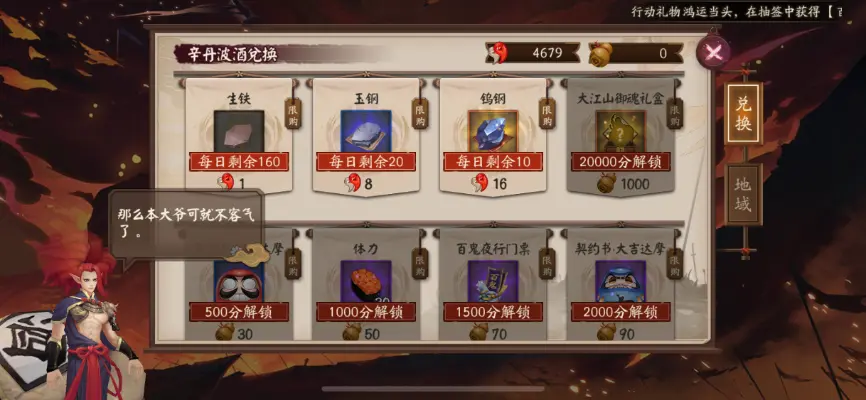 行动礼物鸿运当头，在抽签中获得【
辛丹波酒兑换
4679
0
生铁
限购
每日剩余160
1
玉钢
限购
每日剩余20
8
钨钢
限购
每日剩余10
16
大江山御魂礼盒
限购
20000分解锁
1000
兑换
地域
那么本大爷可就不客气
了。
达摩
限购
500分解锁
30
体力
限购
1000分解锁
50
百鬼夜行门票
限购
1500分解锁
70
契约书·大吉达摩
限购
2000分解锁
90